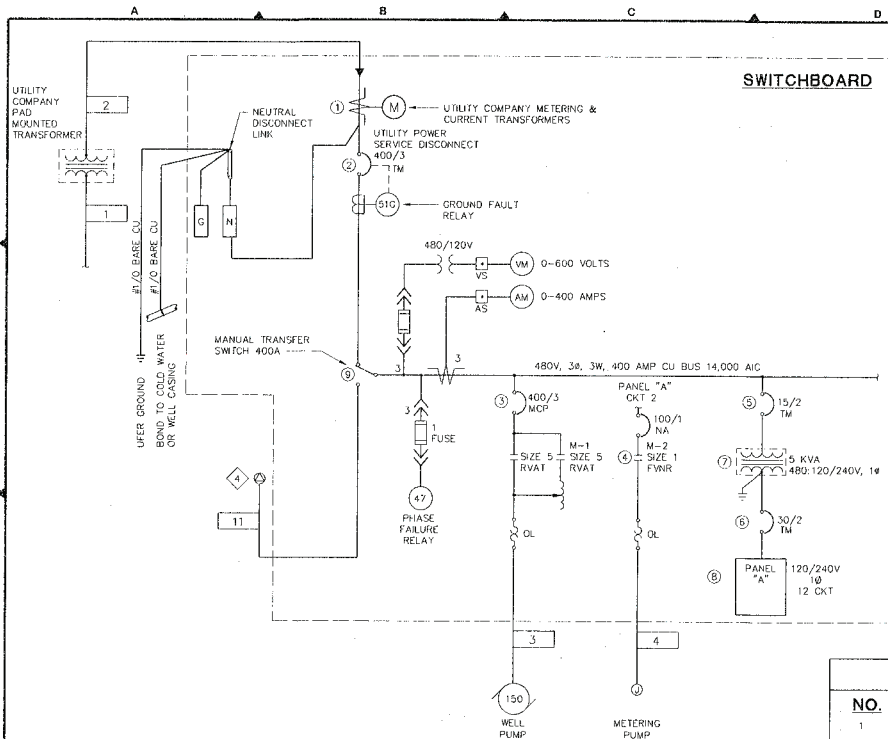 A
B
C
D
SWITCHBOARD
UTILITY
COMPANY
PAD
MOUNTED
TRANSFORMER
2
1
NEUTRAL
DISCONNECT
LINK
1
M
UTILITY COMPANY METERING &
CURRENT TRANSFORMERS
UTILITY POWER
SERVICE DISCONNECT
2
400/3
TM
51G
GROUND FAULT
RELAY
G
N
#1/0 BARE CU
#1/0 BARE CU
480/120V
VS
VM
0-600 VOLTS
AS
AM
0-400 AMPS
MANUAL TRANSFER
SWITCH 400A
9
3
3
480V, 3Ø, 3W, 400 AMP CU BUS 14,000 AIC
UFER GROUND
BOND TO COLD WATER
OR WELL CASING
3
1
FUSE
47
PHASE
FAILURE
RELAY
4
11
3
400/3
MCP
SIZE 5
RVAT
M-1
SIZE 5
RVAT
OL
3
150
WELL
PUMP
PANEL "A"
CKT 2
100/1
NA
4
M-2
SIZE 1
FVNR
OL
4
J
METERING
PUMP
5
15/2
TM
7
5 KVA
480:120/240V, 1Ø
6
30/2
TM
8
PANEL
"A"
120/240V
1Ø
12 CKT
NO.
1